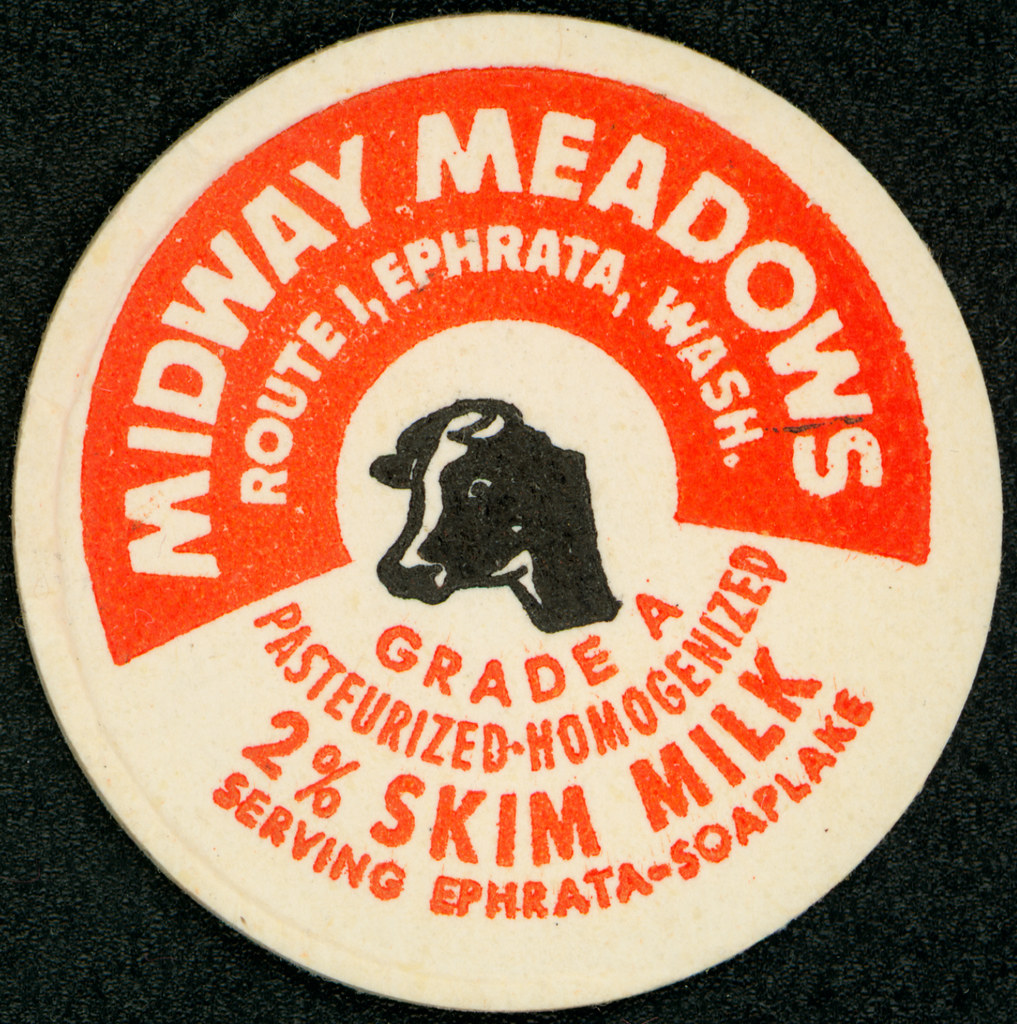 MIDWAY MEADOWS
ROUTE 1, EPHRATA, WASH.
GRADE A
PASTEURIZED-HOMOGENIZED
2% SKIM MILK
SERVING EPHRATA-SOAPLAKE